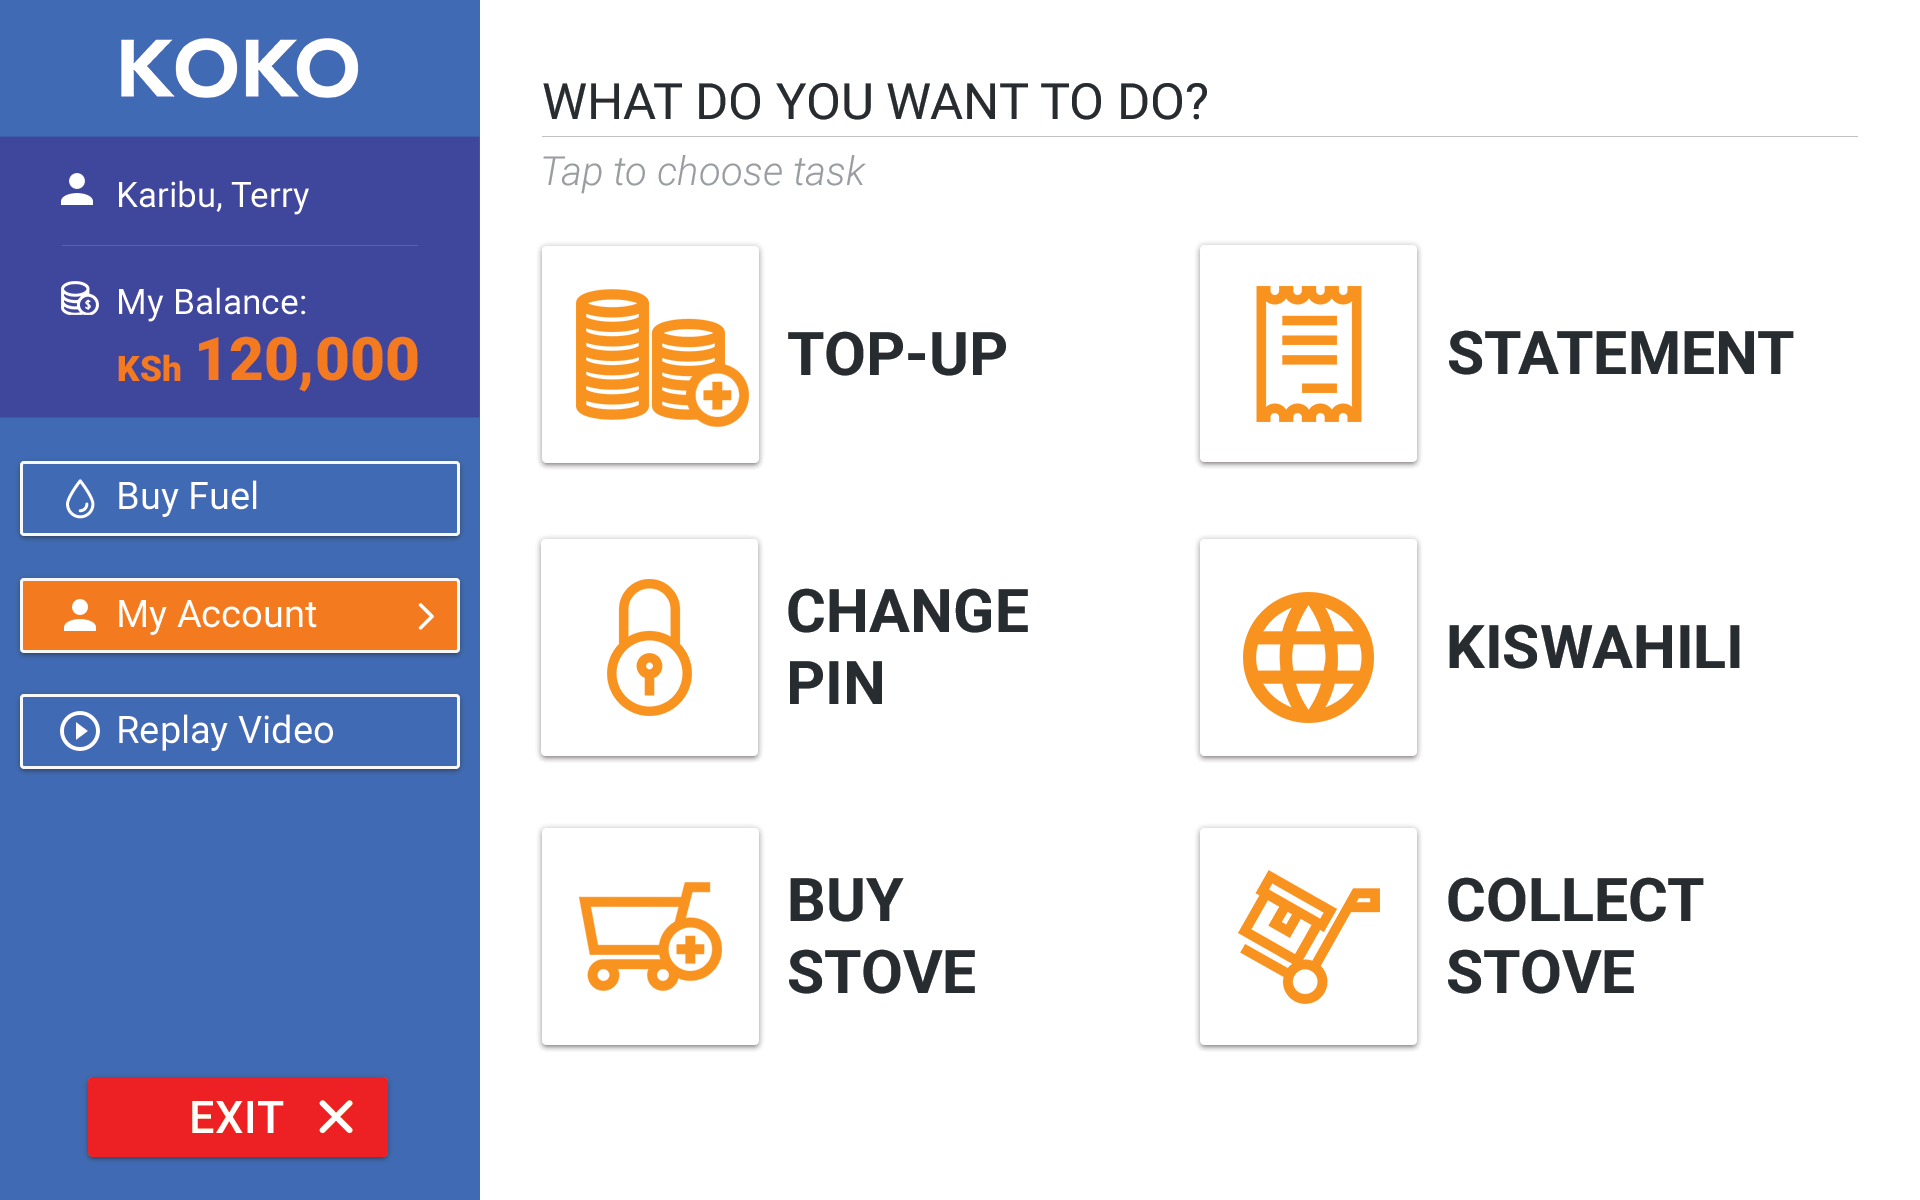 KOKO
Karibu, Terry
My Balance:
KSh 120,000
Buy Fuel
My Account
Replay Video
EXIT
WHAT DO YOU WANT TO DO?
Tap to choose task
TOP-UP
STATEMENT
CHANGE
PIN
KISWAHILI
BUY
STOVE
COLLECT
STOVE